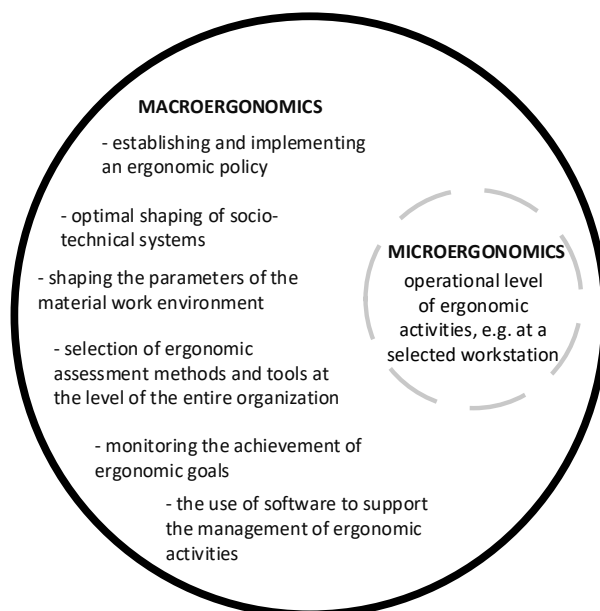 MACROERGONOMICS
- establishing and implementing
an ergonomic policy
- optimal shaping of socio-
technical systems
- shaping the parameters of the
material work environment
- selection of ergonomic
assessment methods and tools at
the level of the entire organization
- monitoring the achievement of
ergonomic goals
- the use of software to support
the management of ergonomic
activities
MICROERGONOMICS
operational level
of ergonomic
activities, e.g. at a
selected workstation